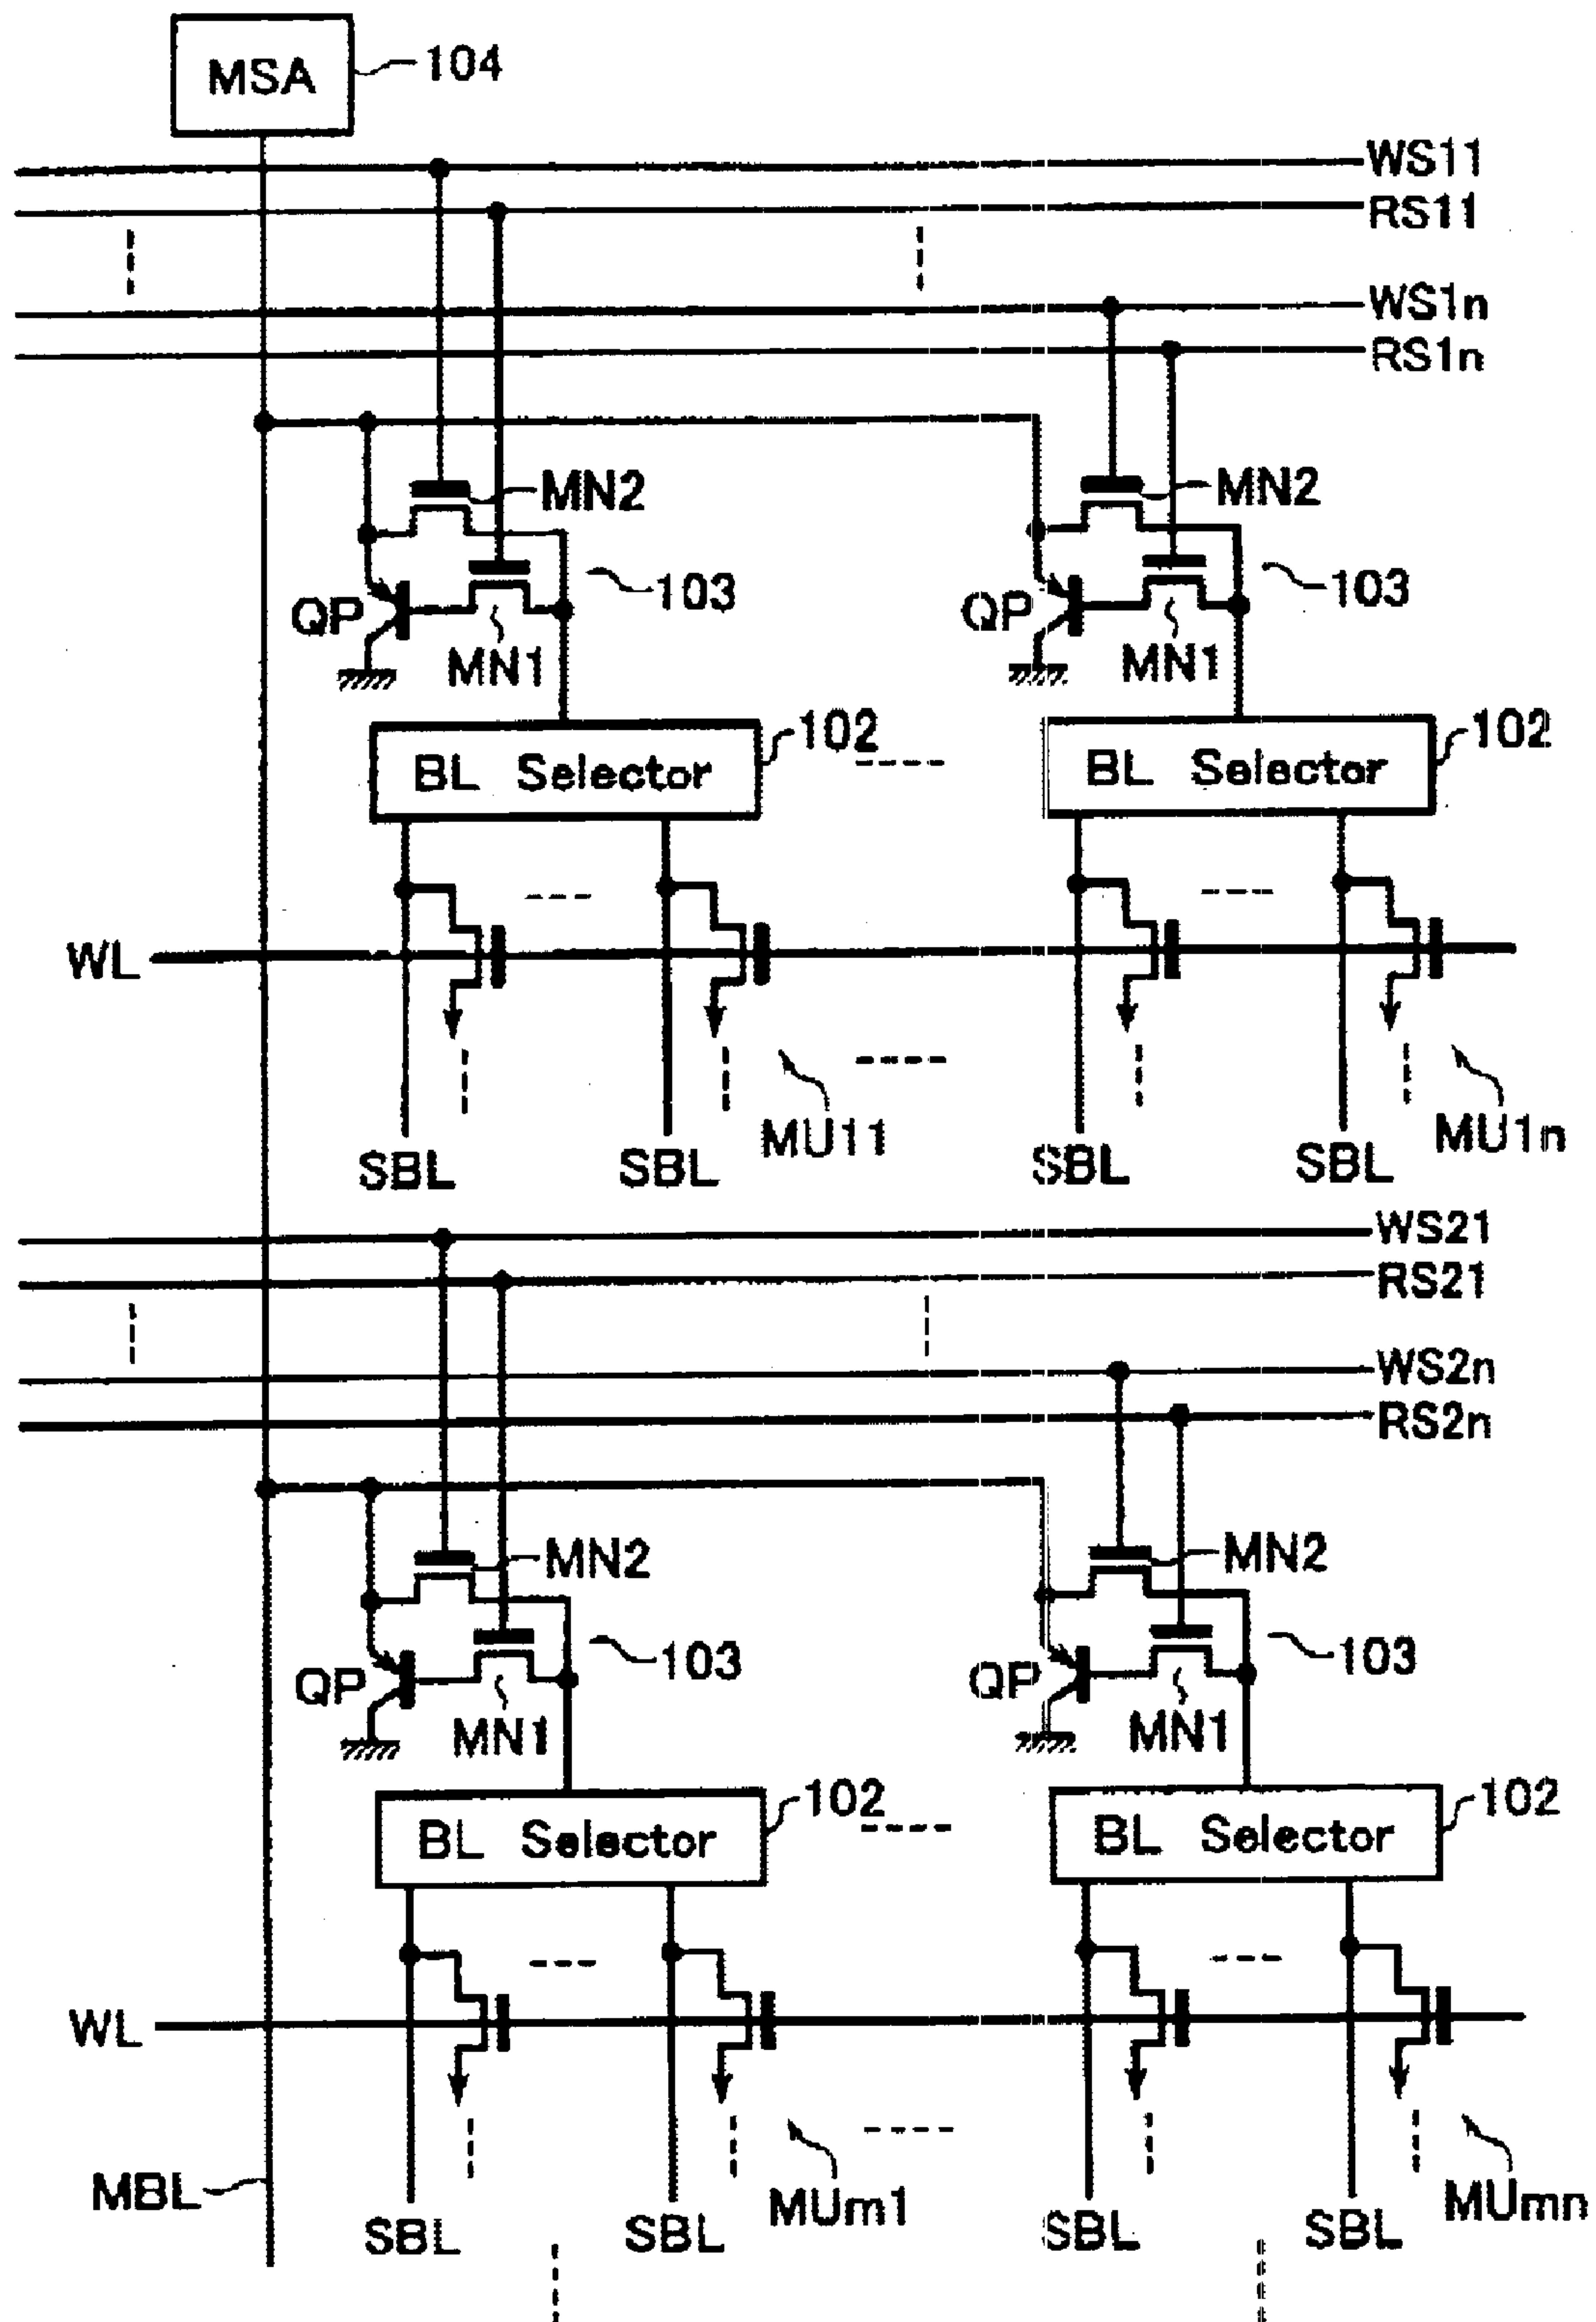 MSA 104
WS11
RS11
WS1n
RS1n
MN2 MN2
QP 103 QP 103
MN1 MN1
BL Selector 102 BL Selector 102
WL
MU11 MU1n
SBL SBL SBL SBL
WS21
RS21
WS2n
RS2n
MN2 MN2
QP 103 QP 103
MN1 MN1
BL Selector 102 BL Selector 102
WL
MBL MUm1 MUmn
SBL SBL SBL SBL